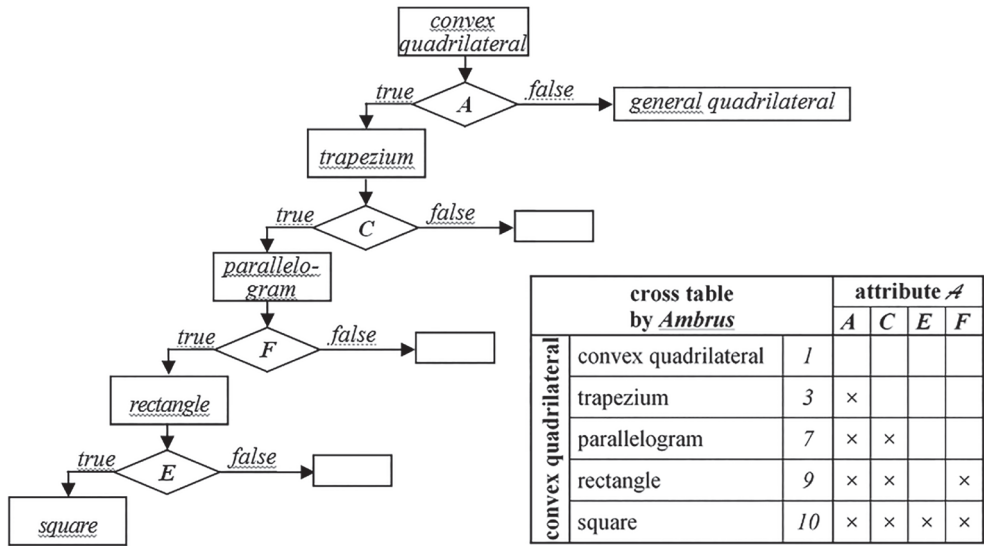 convex
quadrilateral
true
A
false
general quadrilateral
trapezium
true
C
false
parallelo-
gram
true
F
false
rectangle
true
E
false
square
cross table
by Ambrus
attribute A
A C E F
convex quadrilateral
convex quadrilateral 1
trapezium 3 ×
parallelogram 7 × ×
rectangle 9 × × ×
square 10 × × × ×